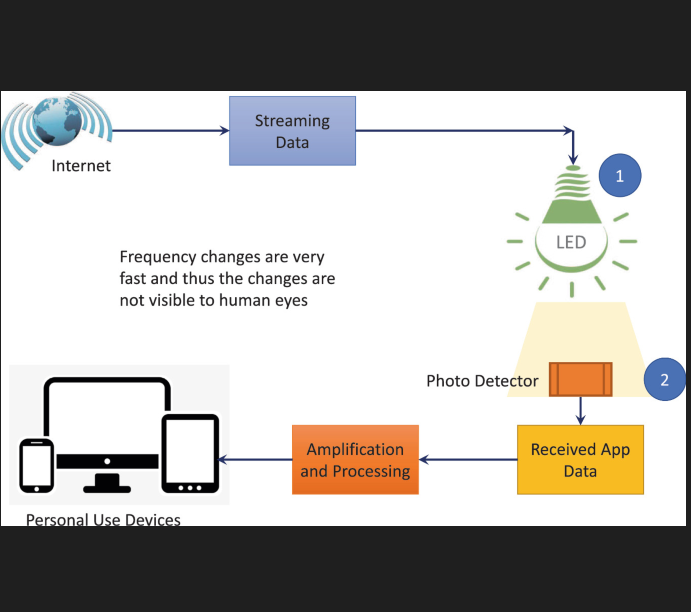 Internet
Streaming
Data
1
LED
Frequency changes are very
fast and thus the changes are
not visible to human eyes
Photo Detector
2
Received App
Data
Amplification
and Processing
Personal Use Devices